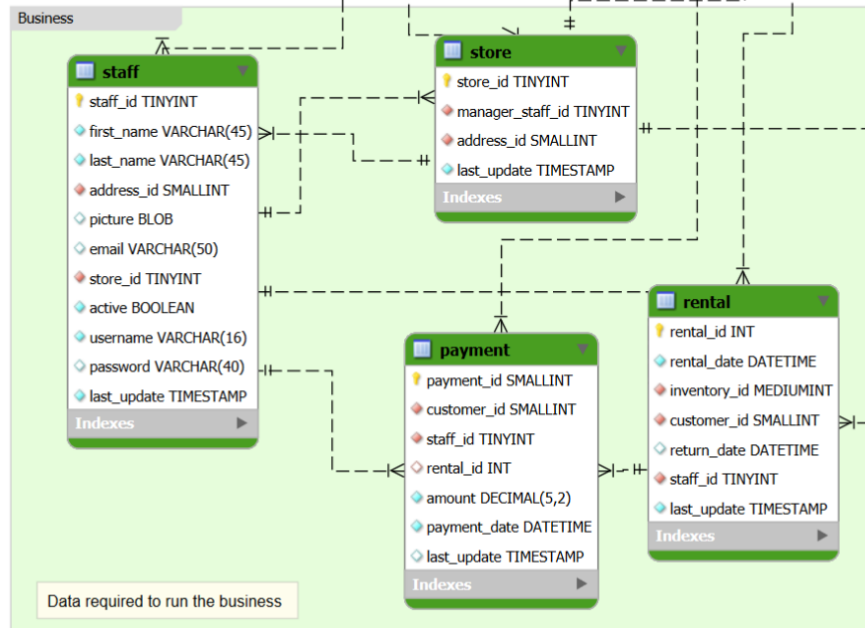 Business
staff
staff_id TINYINT
first_name VARCHAR(45)
last_name VARCHAR(45)
address_id SMALLINT
picture BLOB
email VARCHAR(50)
store_id TINYINT
active BOOLEAN
username VARCHAR(16)
password VARCHAR(40)
last_update TIMESTAMP
Indexes
store
store_id TINYINT
manager_staff_id TINYINT
address_id SMALLINT
last_update TIMESTAMP
Indexes
payment
payment_id SMALLINT
customer_id SMALLINT
staff_id TINYINT
rental_id INT
amount DECIMAL(5,2)
payment_date DATETIME
last_update TIMESTAMP
Indexes
rental
rental_id INT
rental_date DATETIME
inventory_id MEDIUMINT
customer_id SMALLINT
return_date DATETIME
staff_id TINYINT
last_update TIMESTAMP
Indexes
Data required to run the business